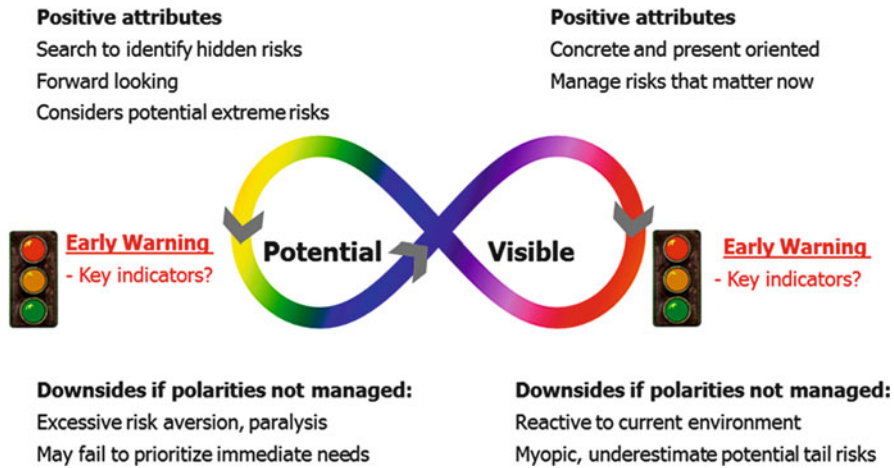 Positive attributes
Search to identify hidden risks
Forward looking
Considers potential extreme risks
Positive attributes
Concrete and present oriented
Manage risks that matter now
Early Warning
- Key indicators?
Potential
Visible
Early Warning
- Key indicators?
Downsides if polarities not managed:
Excessive risk aversion, paralysis
May fail to prioritize immediate needs
Downsides if polarities not managed:
Reactive to current environment
Myopic, underestimate potential tail risks